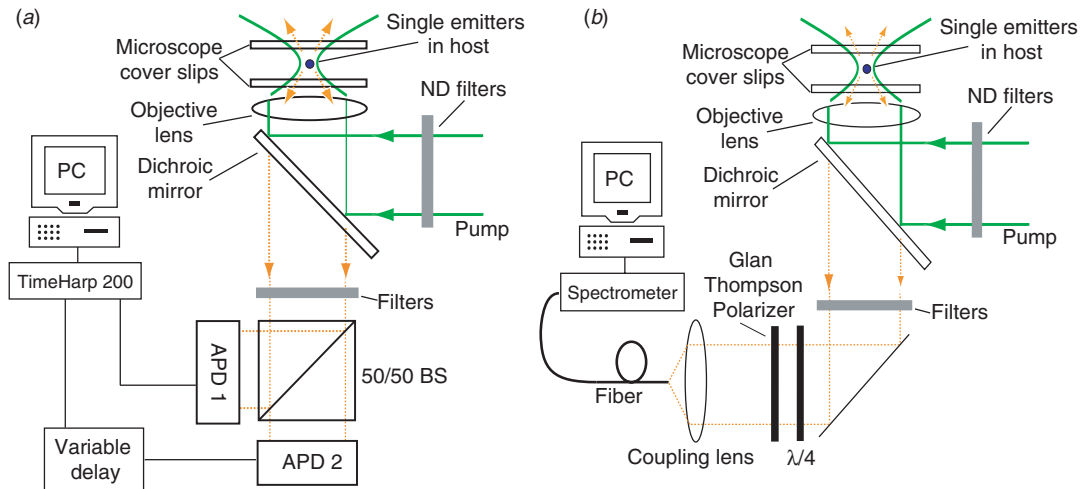 (a)
Microscope
cover slips
Single emitters
in host
ND filters
Objective
lens
Dichroic
mirror
PC
Pump
TimeHarp 200
Filters
APD 1
50/50 BS
Variable
delay
APD 2
(b)
Single emitters
in host
Microscope
cover slips
ND filters
Objective
lens
Dichroic
mirror
PC
Pump
Glan
Thompson
Polarizer
Spectrometer
Filters
Fiber
Coupling lens
λ/4